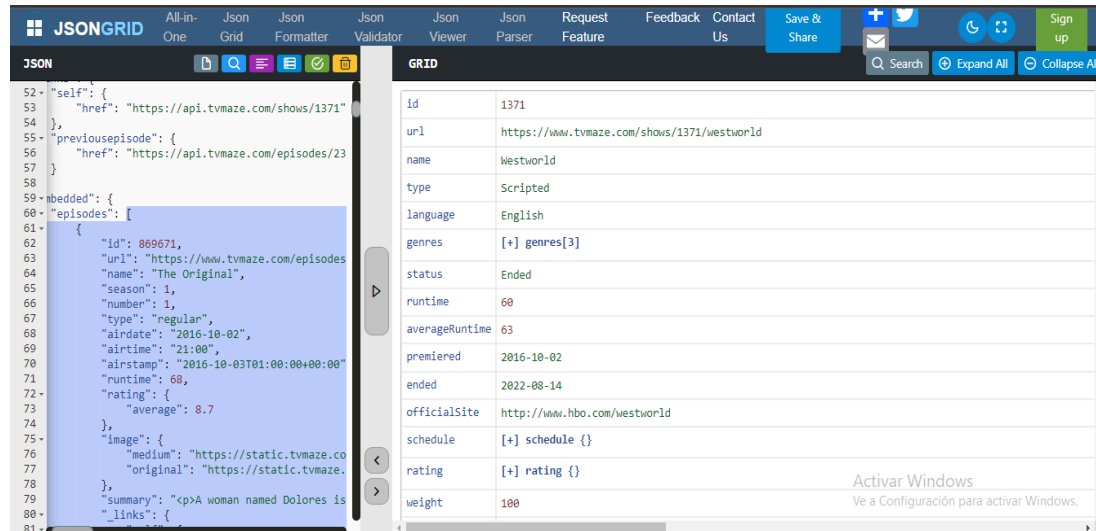 JSONGRID
All-in-One
Json Grid
Json Formatter
Json Validator
Json Viewer
Json Parser
Request Feature
Feedback
Contact Us
Save & Share
Sign up
JSON
GRID
Search
Expand All
Collapse Al
52 "self": {
53 "href": "https://api.tvmaze.com/shows/1371"
54 },
55 "previousepisode": {
56 "href": "https://api.tvmaze.com/episodes/23
57 }
58
59 mbedded": {
60 "episodes": [
61 {
62 "id": 869671,
63 "url": "https://www.tvmaze.com/episodes
64 "name": "The Original",
65 "season": 1,
66 "number": 1,
67 "type": "regular",
68 "airdate": "2016-10-02",
69 "airtime": "21:00",
70 "airstamp": "2016-10-03T01:00:00+00:00"
71 "runtime": 68,
72 "rating": {
73 "average": 8.7
74 },
75 "image": {
76 "medium": "https://static.tvmaze.co
77 "original": "https://static.tvmaze.
78 },
79 "summary": "<p>A woman named Dolores is
80 "_links": {
81
id 1371
url https://www.tvmaze.com/shows/1371/westworld
name Westworld
type Scripted
language English
genres [+] genres[3]
status Ended
runtime 60
averageRuntime 63
premiered 2016-10-02
ended 2022-08-14
officialSite http://www.hbo.com/westworld
schedule [+] schedule {}
rating [+] rating {}
weight 100
Activar Windows
Ve a Configuración para activar Windows.